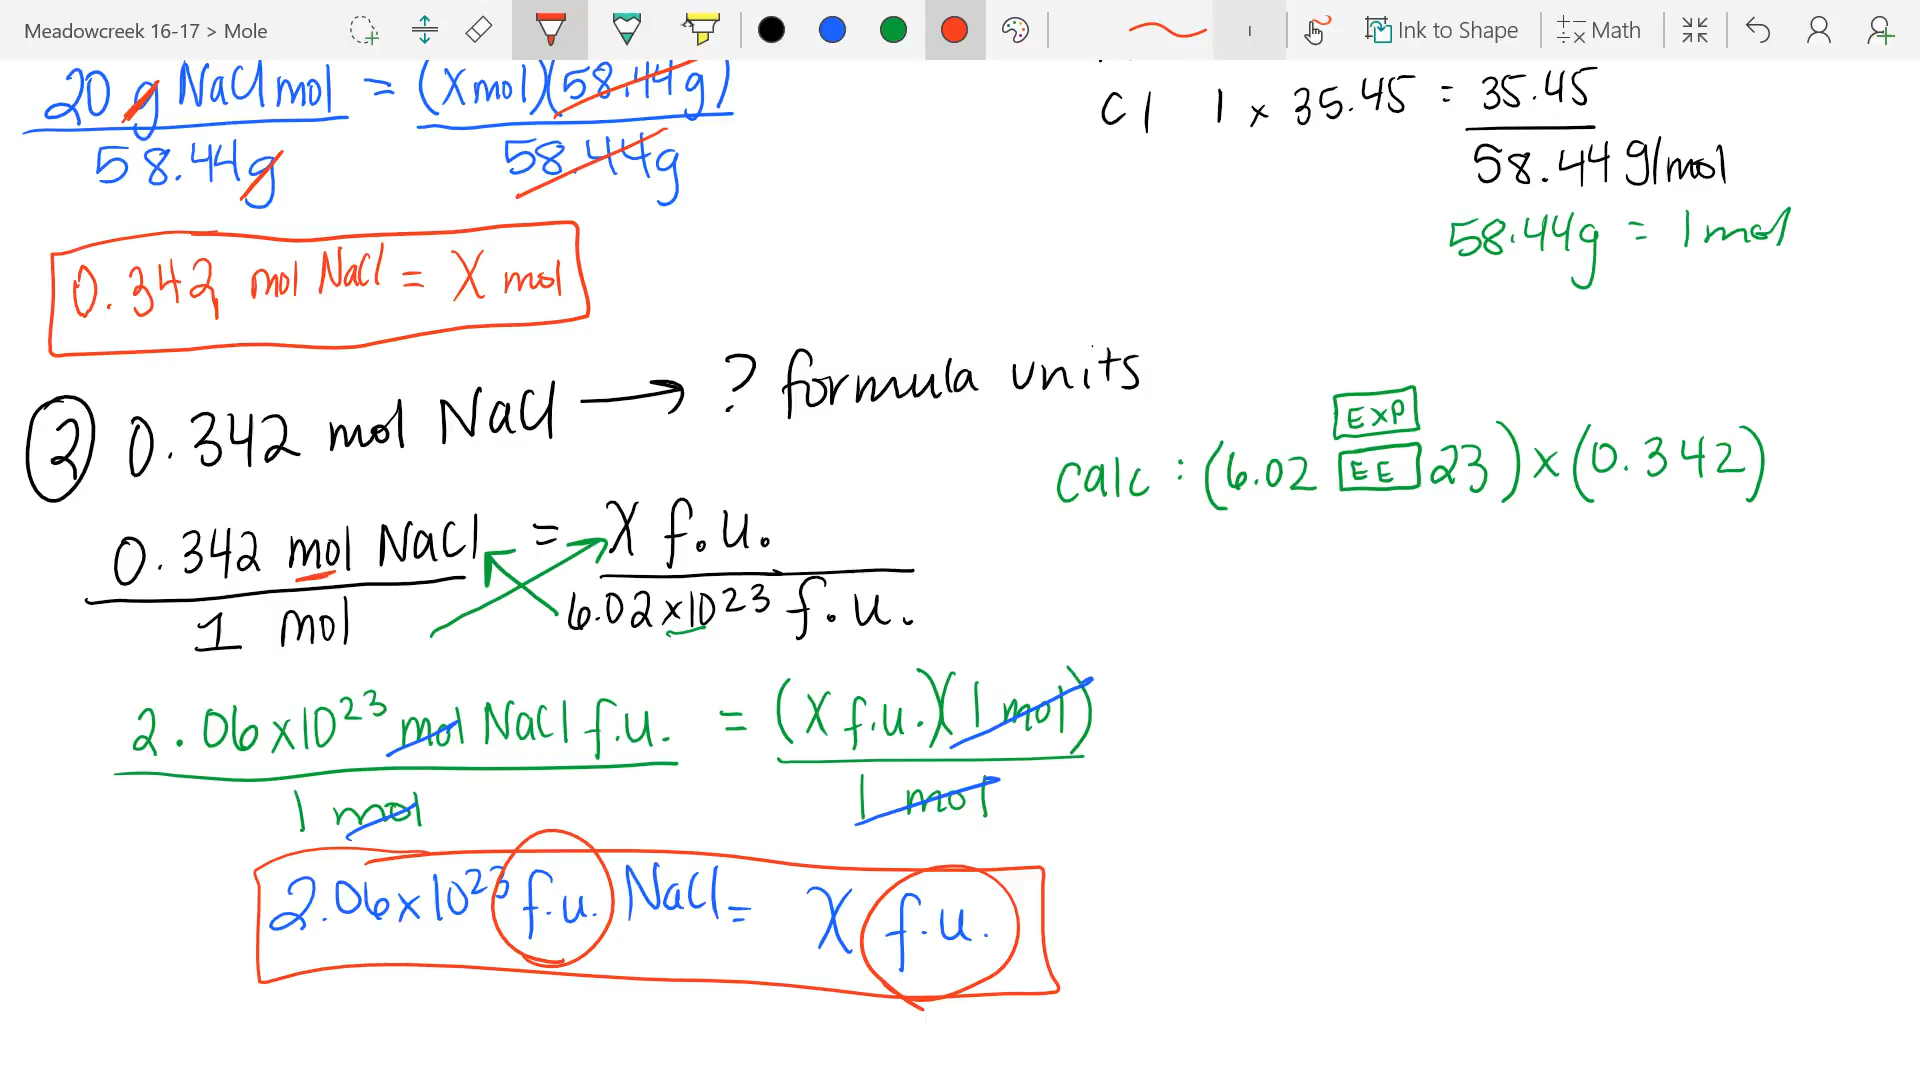 Meadowcreek 16-17 > Mole
Ink to Shape
Math
20 g NaCl mol = (X mol)(58.44g)
58.44g 58.44g
Cl 1 x 35.45 = 35.45
58.44 g/mol
58.44g = 1 mol
0.342 mol NaCl = X mol
2 0.342 mol NaCl → ? formula units
EXP
calc : (6.02 EE 23) x (0.342)
0.342 mol NaCl = X f.u.
1 mol 6.02x10²³ f.u.
2.06x10²³ mol NaCl f.u. = (X f.u.)(1 mol)
1 mol 1 mol
2.06x10²³ f.u. NaCl = X f.u.